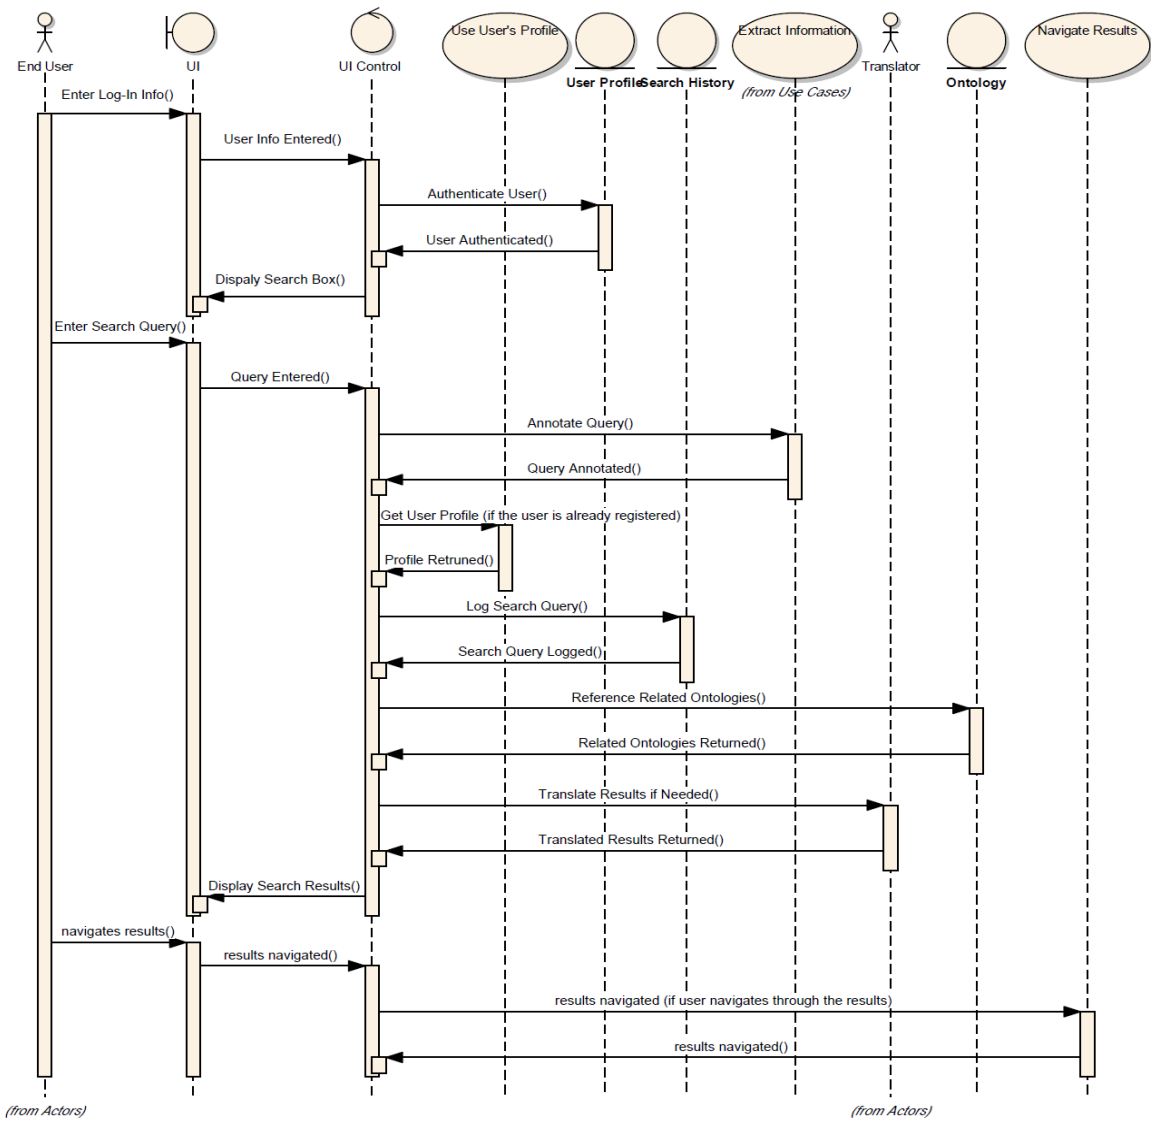 Use User's Profile
Extract Information
Navigate Results
End User
UI
UI Control
Translator
User Profile
Search History
(from Use Cases)
Ontology
Enter Log-In Info()
User Info Entered()
Authenticate User()
User Authenticated()
Dispaly Search Box()
Enter Search Query()
Query Entered()
Annotate Query()
Query Annotated()
Get User Profile (if the user is already registered)
Profile Retruned()
Log Search Query()
Search Query Logged()
Reference Related Ontologies()
Related Ontologies Returned()
Translate Results if Needed()
Translated Results Returned()
Display Search Results()
navigates results()
results navigated()
results navigated (if user navigates through the results)
results navigated()
(from Actors)
(from Actors)